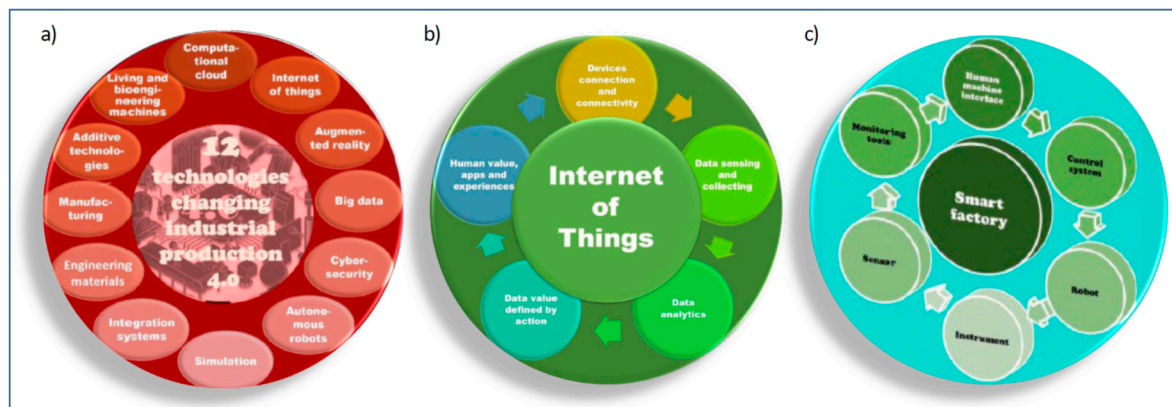 a)
Computa-
tional
cloud
Internet
of things
Augmen-
ted reality
Big data
Cyber-
security
Autono-
mous
robots
Simulation
Integration
systems
Engineering
materials
Manufac-
turing
Additive
technolo-
gies
Living and
bioengi-
neering
machines
12
technologies
changing
industrial
production
4.0
b)
Devices
connection
and
connectivity
Data sensing
and
collecting
Data
analytics
Data value
defined by
action
Human value,
apps and
experiences
Internet
of
Things
c)
Human
machine
interface
Control
system
Robot
Instrument
Sensar
Monitoring
tools
Smart
factory